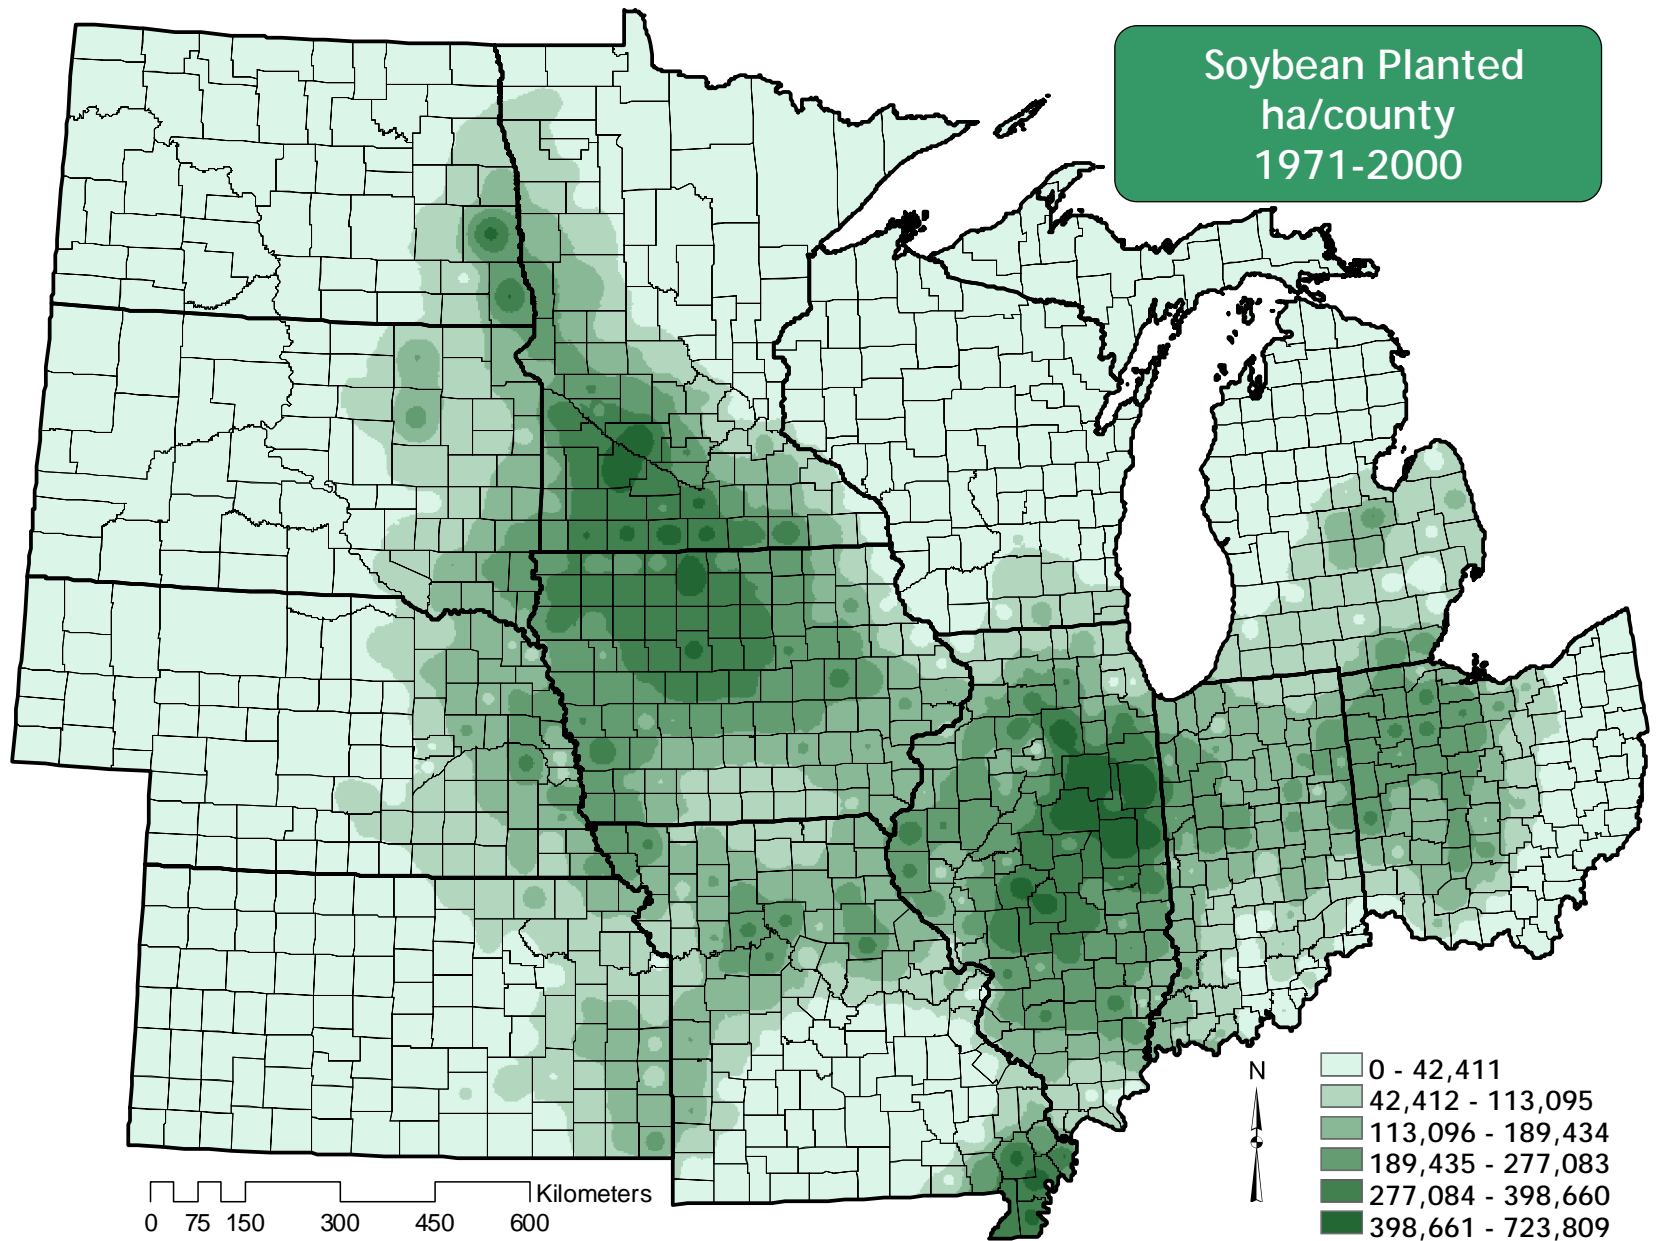 Soybean Planted
ha/county
1971-2000
N
0 - 42,411
42,412 - 113,095
113,096 - 189,434
189,435 - 277,083
277,084 - 398,660
398,661 - 723,809
Kilometers
0 75 150 300 450 600